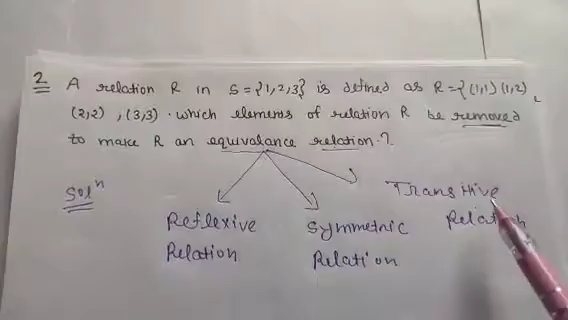 2 A relation R in S={1,2,3} is defined as R={(1,1)(1,2),
(2,2), (3,3). which elements of relation R be removed
to make R an equivalance relation.?
Solⁿ
Transitive
Relation
Reflexive
Relation
Symmetric
Relation